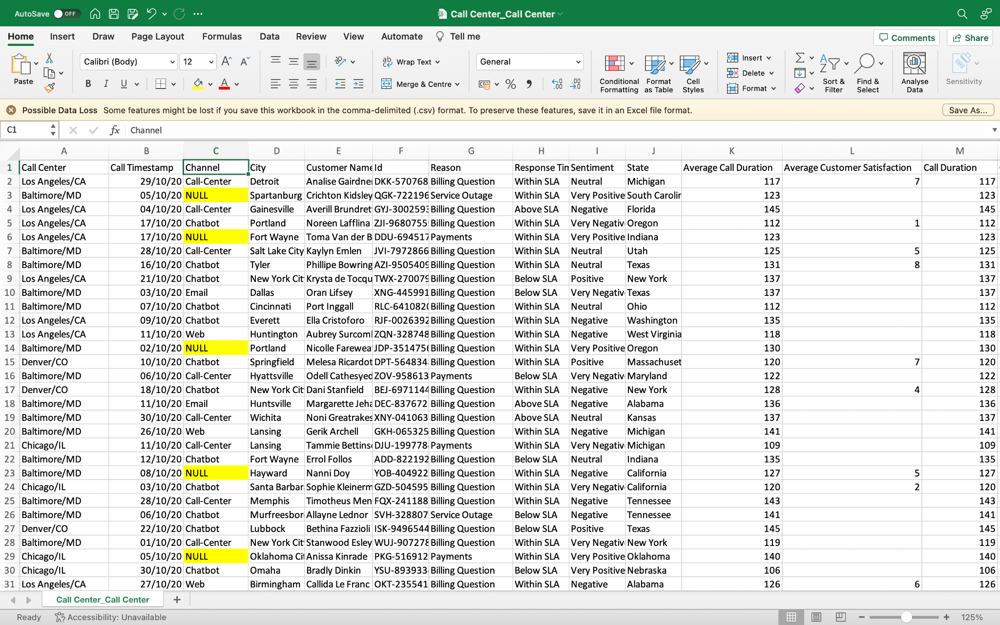 AutoSave OFF Call Center_Call Center
Home Insert Draw Page Layout Formulas Data Review View Automate Tell me Comments Share
Paste Calibri (Body) 12 Wrap Text General Insert
B I U Merge & Centre % Delete
Conditional Formatting Format as Table Cell Styles Format Sort & Filter Find & Select Analyse Data Sensitivity
Possible Data Loss Some features might be lost if you save this workbook in the comma-delimited (.csv) format. To preserve these features, save it in an Excel file format. Save As...
C1 fx Channel
A B C D E F G H I J K L M
1 Call Center Call Timestamp Channel City Customer Name Id Reason Response Tin Sentiment State Average Call Duration Average Customer Satisfaction Call Duration
2 Los Angeles/CA 29/10/20 Call-Center Detroit Analise Gairdne DKK-570768 Billing Question Within SLA Neutral Michigan 117 7 117
3 Baltimore/MD 05/10/20 NULL Spartanburg Crichton Kidsley QGK-722196 Service Outage Within SLA Very Positive South Carolin 123 123
4 Los Angeles/CA 04/10/20 Call-Center Gainesville Averill Brundret GYJ-3002593 Billing Question Above SLA Negative Florida 145 145
5 Los Angeles/CA 17/10/20 Chatbot Portland Noreen Lafflina ZJI-9680755 Billing Question Within SLA Very Negativ Oregon 112 1 112
6 Los Angeles/CA 17/10/20 NULL Fort Wayne Toma Van der B DDU-694517 Payments Within SLA Very Positive Indiana 123 123
7 Baltimore/MD 28/10/20 Call-Center Salt Lake City Kaylyn Emlen JVI-7972866 Billing Question Within SLA Neutral Utah 125 5 125
8 Baltimore/MD 16/10/20 Chatbot Tyler Phillipe Bowring AZI-9505409 Billing Question Within SLA Neutral Texas 131 8 131
9 Los Angeles/CA 21/10/20 Chatbot New York Cit Krysta de Tocqu TWX-270079 Billing Question Below SLA Positive New York 137 137
10 Baltimore/MD 03/10/20 Email Dallas Oran Lifsey XNG-445991 Billing Question Below SLA Very Negativ Texas 137 137
11 Baltimore/MD 07/10/20 Chatbot Cincinnati Port Inggall RLC-6410820 Billing Question Within SLA Neutral Ohio 112 112
12 Los Angeles/CA 09/10/20 Chatbot Everett Ella Cristoforo RJF-0026392 Billing Question Within SLA Negative Washington 135 135
13 Los Angeles/CA 11/10/20 Web Huntington Aubrey Surcoml ZQN-328748 Billing Question Within SLA Negative West Virginia 118 118
14 Baltimore/MD 02/10/20 NULL Portland Nicolle Farewea JDP-3514756 Billing Question Within SLA Very Positive Oregon 130 130
15 Denver/CO 10/10/20 Chatbot Springfield Melesa Ricardot DPT-564834 Billing Question Within SLA Positive Massachuset 120 7 120
16 Baltimore/MD 06/10/20 Call-Center Hyattsville Odell Cathesyed ZOV-958613 Payments Below SLA Very Negativ Maryland 122 122
17 Denver/CO 18/10/20 Chatbot New York Cit Dani Stanfield BEJ-6971144 Billing Question Within SLA Negative New York 128 4 128
18 Baltimore/MD 11/10/20 Email Huntsville Margarette Jeha DEC-837672 Billing Question Above SLA Negative Alabama 136 136
19 Baltimore/MD 30/10/20 Call-Center Wichita Noni Greatrakes XNY-041063 Billing Question Above SLA Neutral Kansas 137 137
20 Baltimore/MD 26/10/20 Web Lansing Gerik Archell GKH-065325 Billing Question Within SLA Negative Michigan 141 141
21 Chicago/IL 11/10/20 Call-Center Lansing Tammie Bettins DJU-199778 Payments Within SLA Very Negativ Michigan 109 109
22 Baltimore/MD 12/10/20 Chatbot Fort Wayne Errol Follos ADD-822192 Billing Question Below SLA Neutral Indiana 135 135
23 Baltimore/MD 08/10/20 NULL Hayward Nanni Doy YOB-404922 Billing Question Within SLA Negative California 127 5 127
24 Chicago/IL 03/10/20 Chatbot Santa Barbar Sophie Kleinerm GZD-504595 Billing Question Within SLA Very Negativ California 120 2 120
25 Baltimore/MD 28/10/20 Call-Center Memphis Timotheus Men FQX-241188 Billing Question Within SLA Negative Tennessee 143 143
26 Baltimore/MD 06/10/20 Chatbot Murfreesbor Allayne Lednor SVH-328807 Service Outage Below SLA Negative Tennessee 141 141
27 Denver/CO 22/10/20 Chatbot Lubbock Bethina Fazzioli ISK-9496544 Billing Question Below SLA Positive Texas 145 145
28 Baltimore/MD 01/10/20 Call-Center New York Cit Stanwood Esley WUJ-907278 Billing Question Within SLA Very Negativ New York 119 119
29 Chicago/IL 05/10/20 NULL Oklahoma Cit Anissa Kinrade PKG-516912 Payments Within SLA Very Positive Oklahoma 140 140
30 Chicago/IL 30/10/20 Chatbot Omaha Bradly Dinkin YSU-893933 Billing Question Below SLA Very Positive Nebraska 106 106
31 Los Angeles/CA 27/10/20 Web Birmingham Callida Le Franc OKT-235541 Billing Question Within SLA Negative Alabama 126 6 126
Call Center_Call Center +
Ready Accessibility: Unavailable 125%